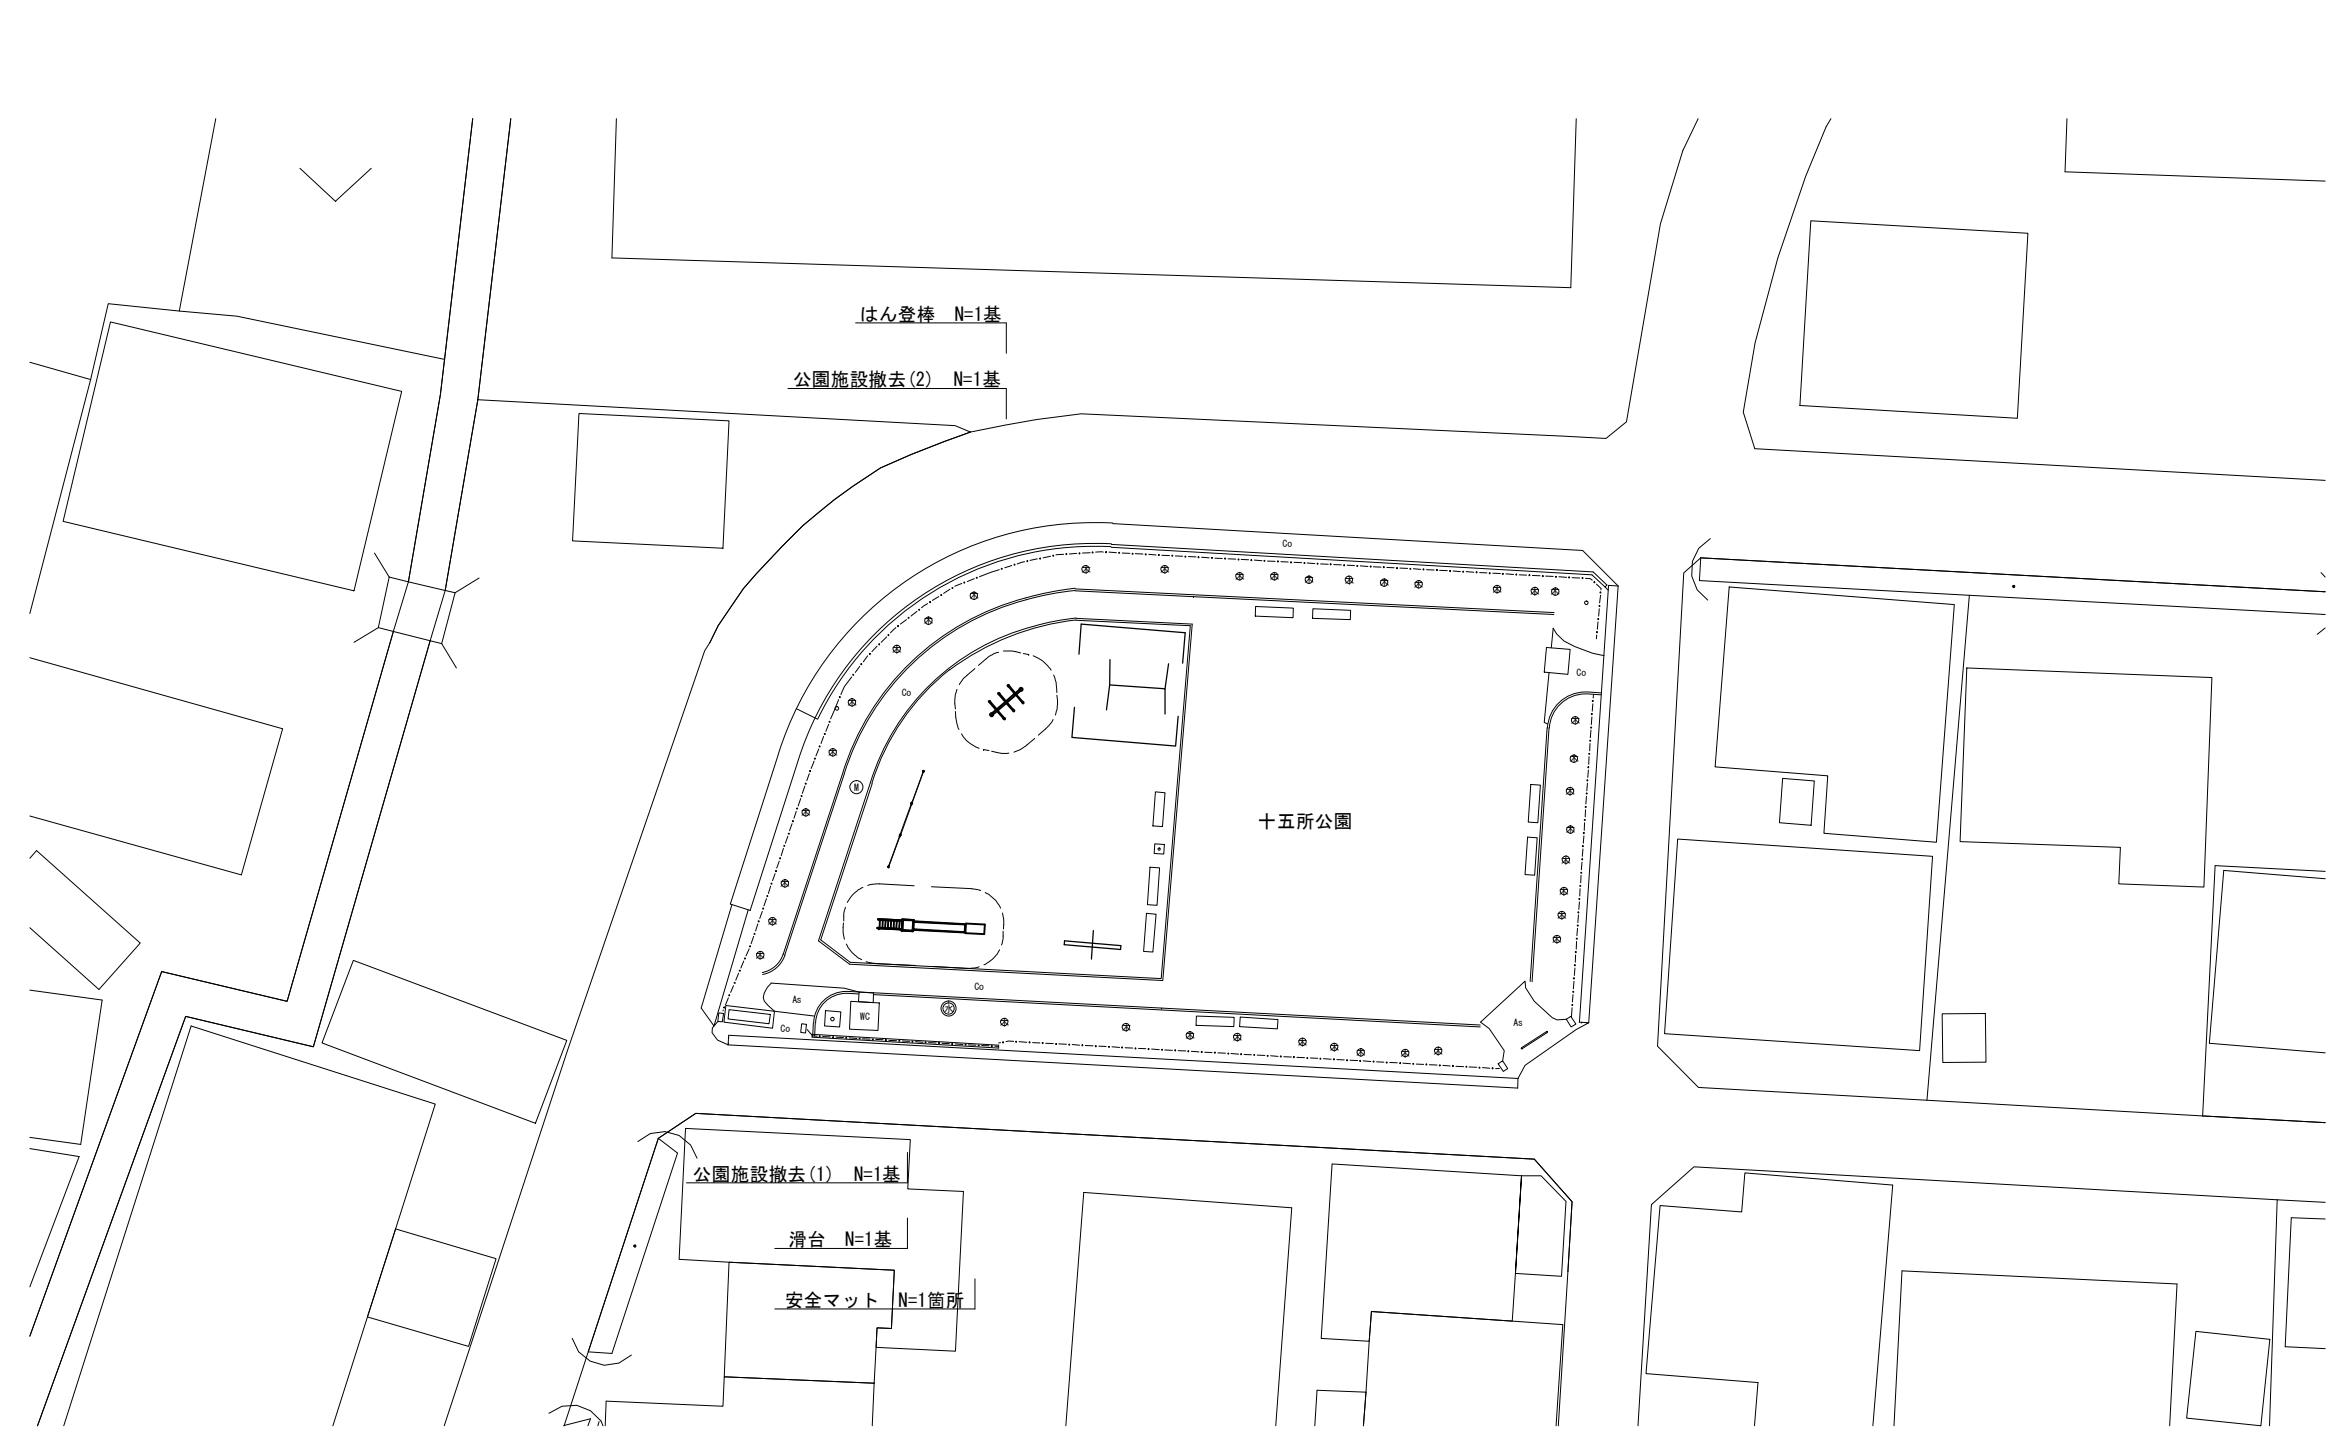 はん登棒　N=1基
公園施設撤去(2)　N=1基
Co
Co
Co
M
十五所公園
Co
As
WC
Co
As
公園施設撤去(1)　N=1基
滑台　N=1基
安全マット　N=1箇所